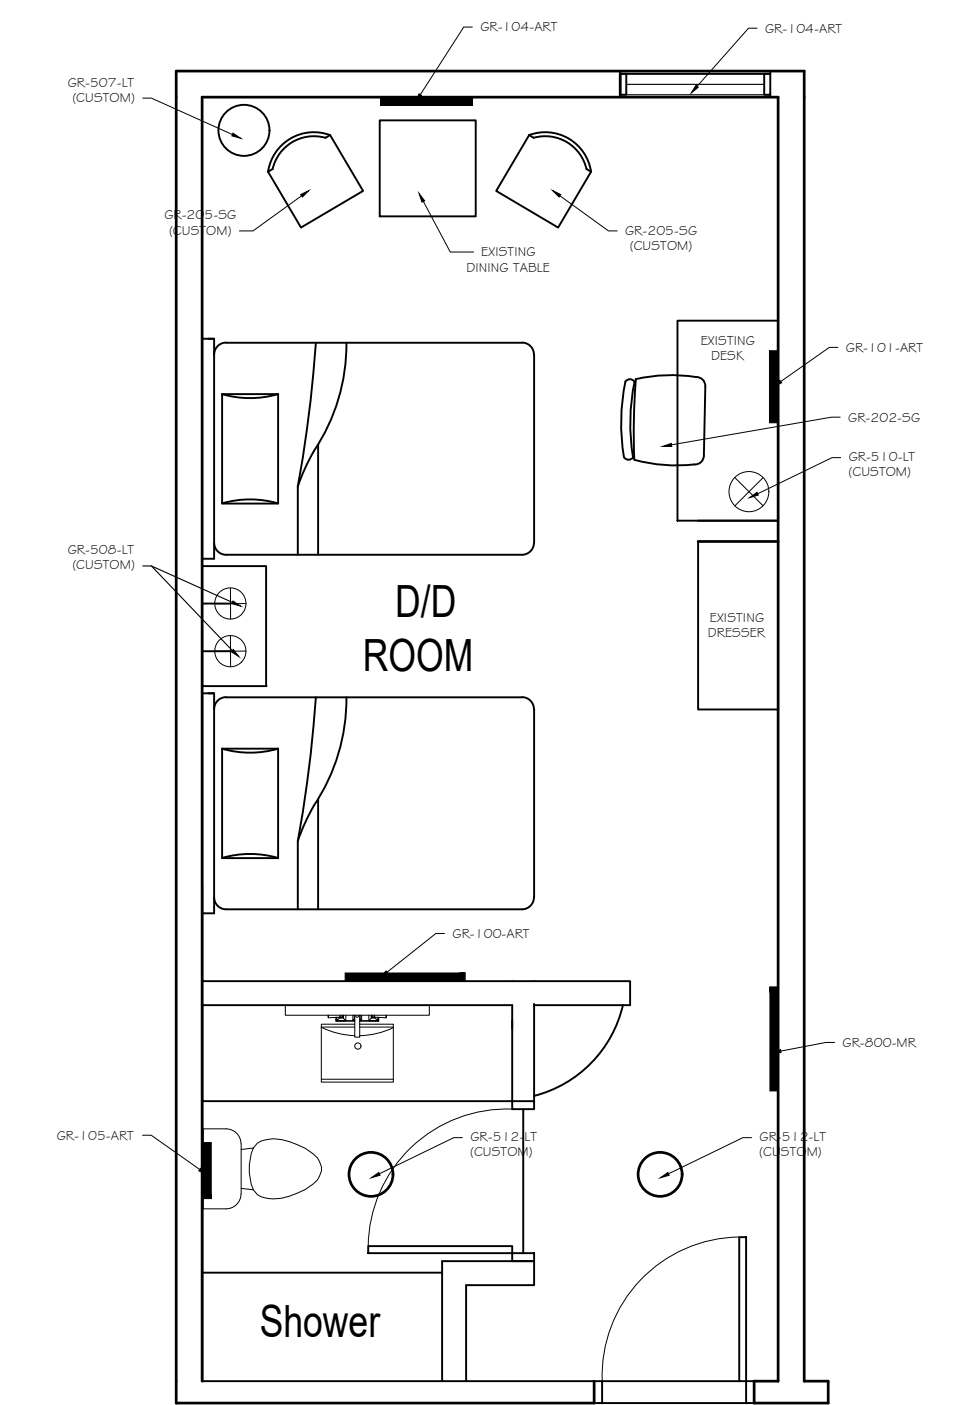 GR-104-ART
GR-104-ART
GR-507-LT
(CUSTOM)
GR-205-SG
(CUSTOM)
GR-205-SG
(CUSTOM)
EXISTING
DINING TABLE
EXISTING
DESK
GR-101-ART
GR-202-SG
GR-510-LT
(CUSTOM)
GR-508-LT
(CUSTOM)
D/D
ROOM
EXISTING
DRESSER
GR-100-ART
GR-800-MR
GR-105-ART
GR-512-LT
(CUSTOM)
GR-512-LT
(CUSTOM)
Shower